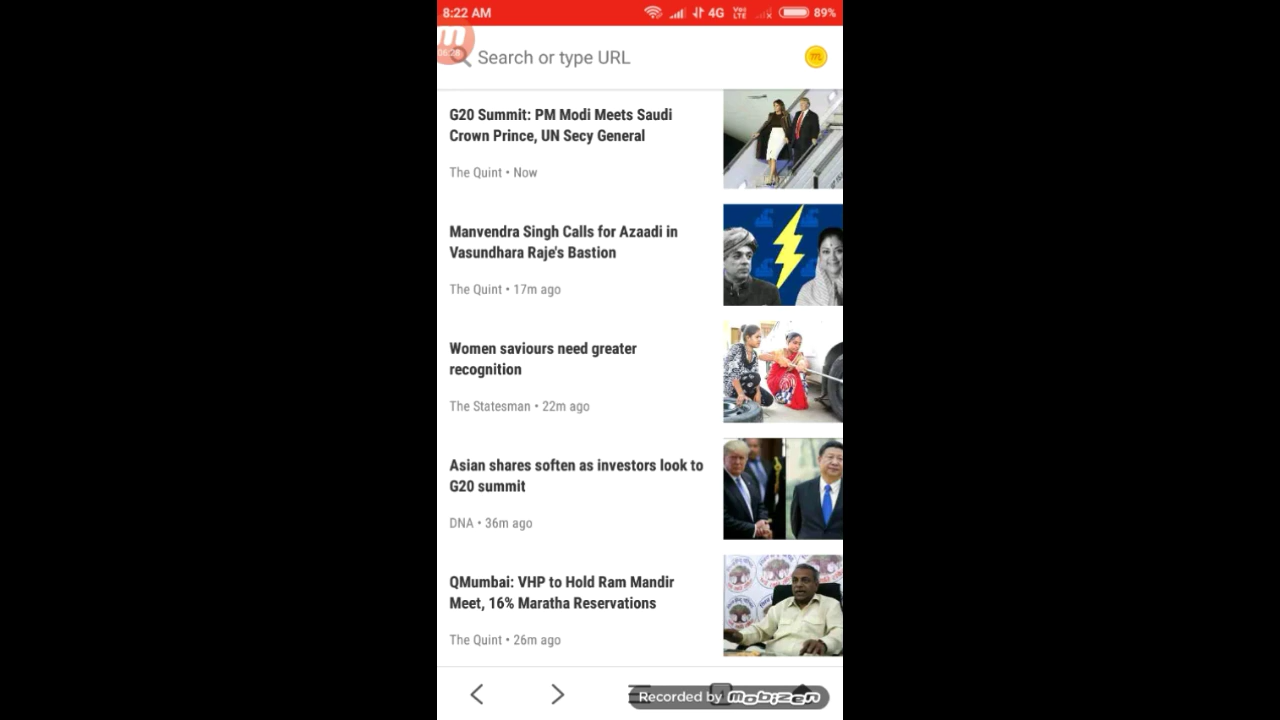 8:22 AM
4G
VoLTE
89%
06:28
Search or type URL
G20 Summit: PM Modi Meets Saudi
Crown Prince, UN Secy General
The Quint • Now
Manvendra Singh Calls for Azaadi in
Vasundhara Raje's Bastion
The Quint • 17m ago
Women saviours need greater
recognition
The Statesman • 22m ago
Asian shares soften as investors look to
G20 summit
DNA • 36m ago
QMumbai: VHP to Hold Ram Mandir
Meet, 16% Maratha Reservations
The Quint • 26m ago
Recorded by mobizen